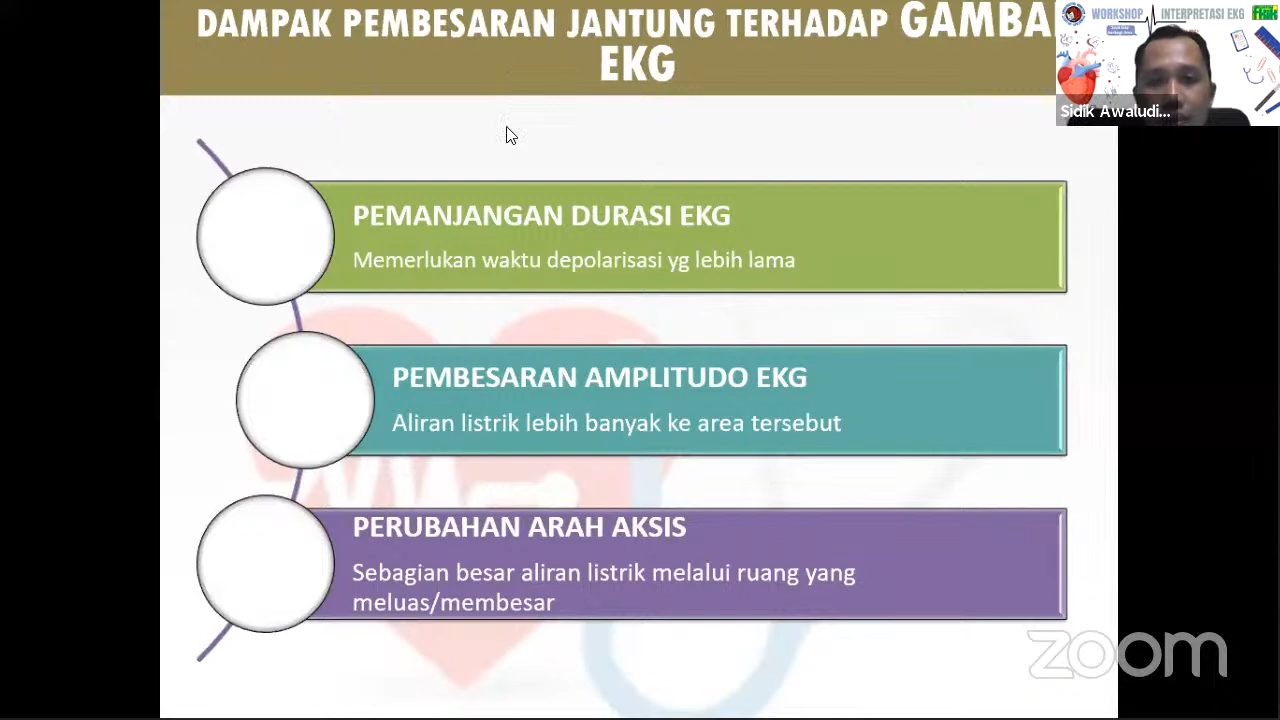 DAMPAK PEMBESARAN JANTUNG TERHADAP GAMBA
EKG
WORKSHOP INTERPRETASI EKG
Sidik Awaludi...
PEMANJANGAN DURASI EKG
Memerlukan waktu depolarisasi yg lebih lama
PEMBESARAN AMPLITUDO EKG
Aliran listrik lebih banyak ke area tersebut
PERUBAHAN ARAH AKSIS
Sebagian besar aliran listrik melalui ruang yang
meluas/membesar
zoom